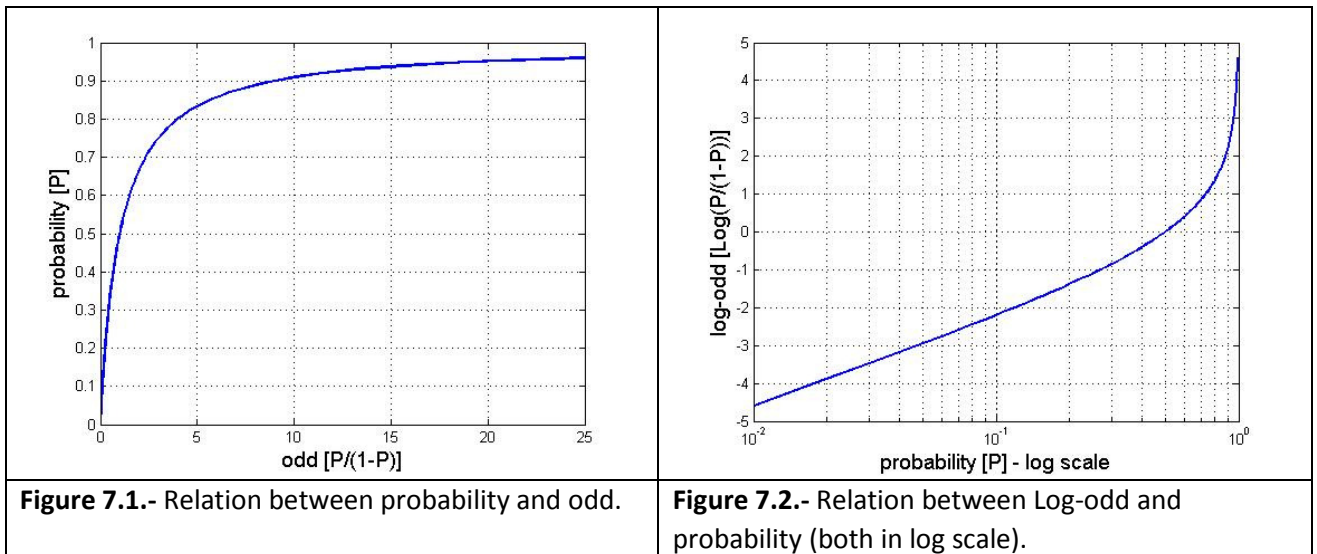 1
0.9
0.8
0.7
0.6
0.5
0.4
0.3
0.2
0.1
0
probability [P]
0 5 10 15 20 25
odd [P/(1-P)]
Figure 7.1.- Relation between probability and odd.
5
4
3
2
1
0
-1
-2
-3
-4
-5
log-odd [Log(P/(1-P))]
10^-2 10^-1 10^0
probability [P] - log scale
Figure 7.2.- Relation between Log-odd and
probability (both in log scale).